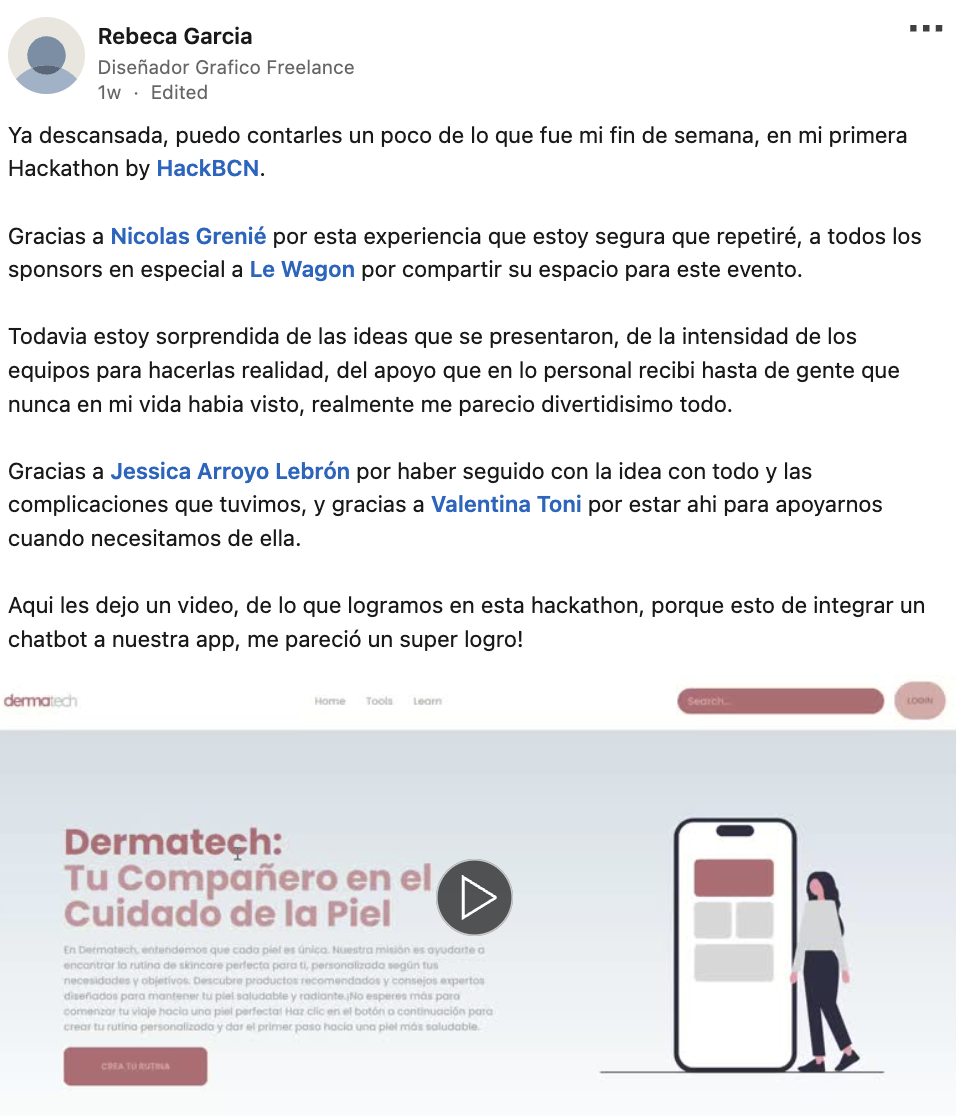 Rebeca Garcia
Diseñador Grafico Freelance
1w · Edited
Ya descansada, puedo contarles un poco de lo que fue mi fin de semana, en mi primera
Hackathon by HackBCN.
Gracias a Nicolas Grenié por esta experiencia que estoy segura que repetiré, a todos los
sponsors en especial a Le Wagon por compartir su espacio para este evento.
Todavia estoy sorprendida de las ideas que se presentaron, de la intensidad de los
equipos para hacerlas realidad, del apoyo que en lo personal recibi hasta de gente que
nunca en mi vida habia visto, realmente me parecio divertidisimo todo.
Gracias a Jessica Arroyo Lebrón por haber seguido con la idea con todo y las
complicaciones que tuvimos, y gracias a Valentina Toni por estar ahi para apoyarnos
cuando necesitamos de ella.
Aqui les dejo un video, de lo que logramos en esta hackathon, porque esto de integrar un
chatbot a nuestra app, me pareció un super logro!
dermatech
Home Tools Learn
Search...
LOGIN
Dermatech:
Tu Compañero en el
Cuidado de la Piel
En Dermatech, entendemos que cada piel es única. Nuestra misión es ayudarte a
encontrar la rutina de skincare perfecta para ti, personalizada según tus
necesidades y objetivos. Descubre productos recomendados y consejos expertos
diseñados para mantener tu piel saludable y radiante.¡No esperes más para
comenzar tu viaje hacia una piel perfecta! Haz clic en el botón a continuación para
crear tu rutina personalizada y dar el primer paso hacia una piel más saludable.
CREA TU RUTINA